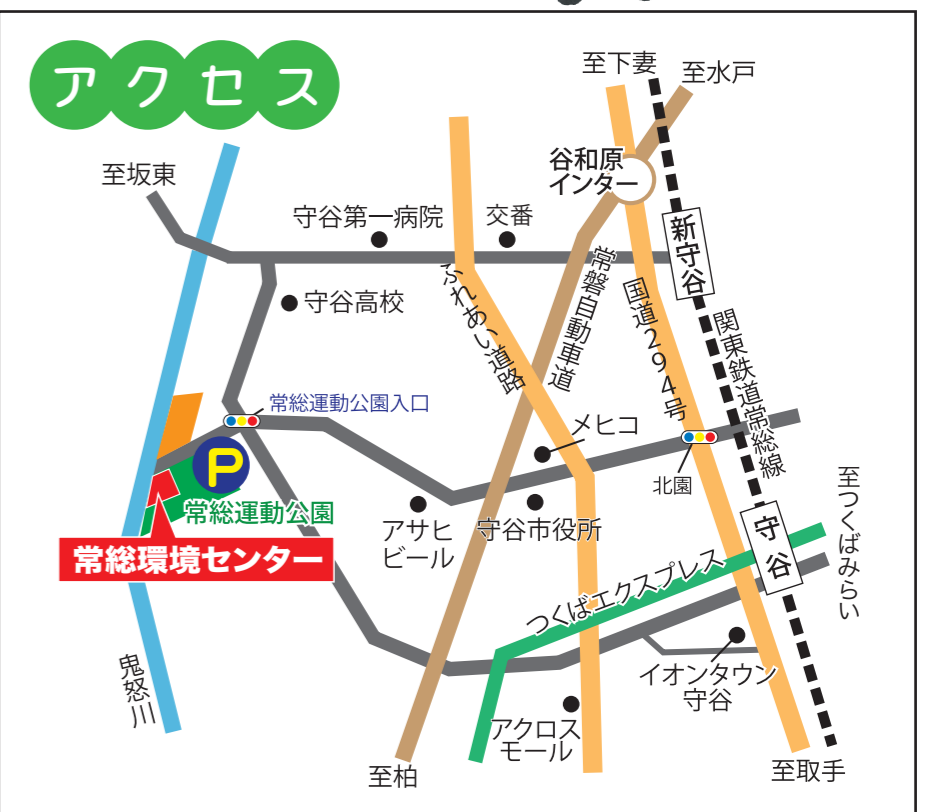 アクセス
至下妻
至水戸
谷和原
インター
至坂東
守谷第一病院
交番
新守谷
守谷高校
ふれあい道路
常磐自動車道
国道294号
関東鉄道常総線
常総運動公園入口
メヒコ
P
北園
常総運動公園
アサヒ
ビール
守谷市役所
至つくばみらい
守谷
常総環境センター
つくばエクスプレス
鬼怒川
イオンタウン
守谷
アクロス
モール
至柏
至取手